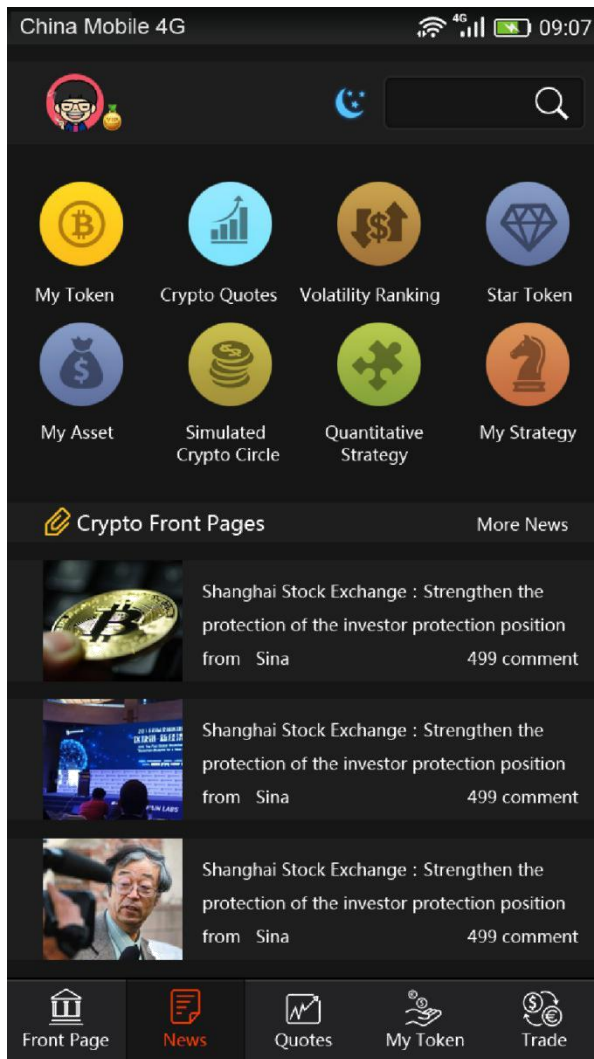 China Mobile 4G
4G
09:07
My Token
Crypto Quotes
Volatility Ranking
Star Token
My Asset
Simulated
Crypto Circle
Quantitative
Strategy
My Strategy
Crypto Front Pages
More News
Shanghai Stock Exchange : Strengthen the
protection of the investor protection position
from Sina
499 comment
Shanghai Stock Exchange : Strengthen the
protection of the investor protection position
from Sina
499 comment
Shanghai Stock Exchange : Strengthen the
protection of the investor protection position
from Sina
499 comment
Front Page
News
Quotes
My Token
Trade